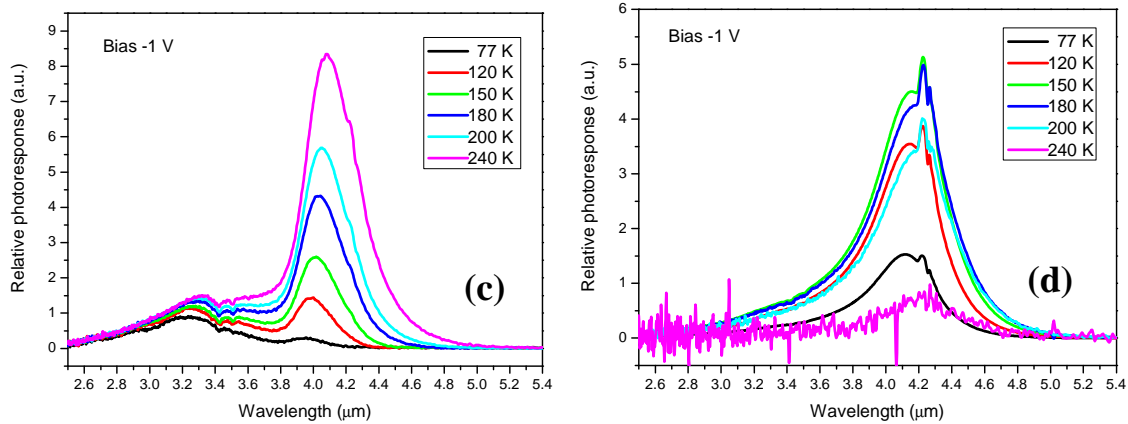 Bias -1 V
77 K
120 K
150 K
180 K
200 K
240 K
(c)
Relative photoresponse (a.u.)
9
8
7
6
5
4
3
2
1
0
2.6 2.8 3.0 3.2 3.4 3.6 3.8 4.0 4.2 4.4 4.6 4.8 5.0 5.2 5.4
Wavelength (μm)
Bias -1 V
77 K
120 K
150 K
180 K
200 K
240 K
(d)
Relative photoresponse (a.u.)
6
5
4
3
2
1
0
2.6 2.8 3.0 3.2 3.4 3.6 3.8 4.0 4.2 4.4 4.6 4.8 5.0 5.2 5.4
Wavelength (μm)